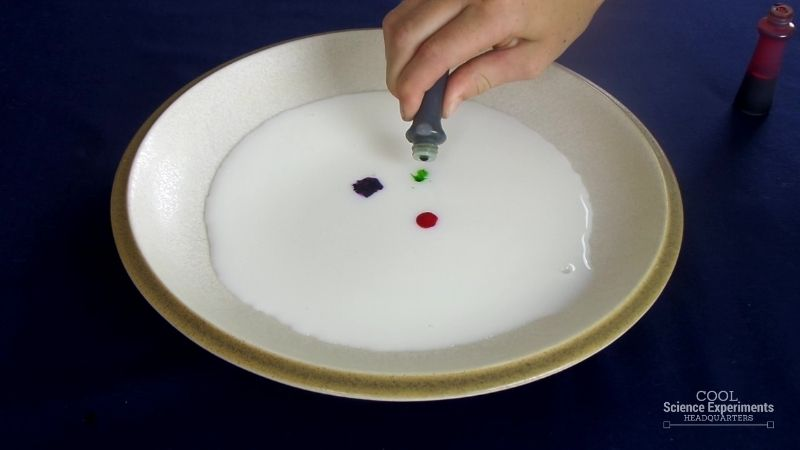 COOL
Science Experiments
HEADQUARTERS